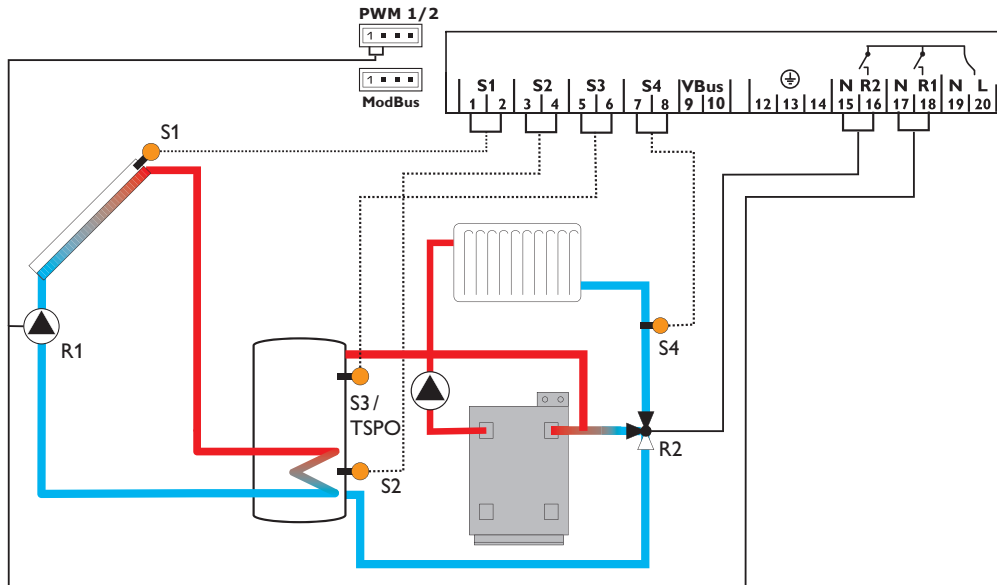 PWM 1/2
1
1
ModBus
S1 S2 S3 S4 VBus N R2 N R1 N L
1 2 3 4 5 6 7 8 9 10 12 13 14 15 16 17 18 19 20
S1
R1
S3 /
TSPO
S2
S4
R2